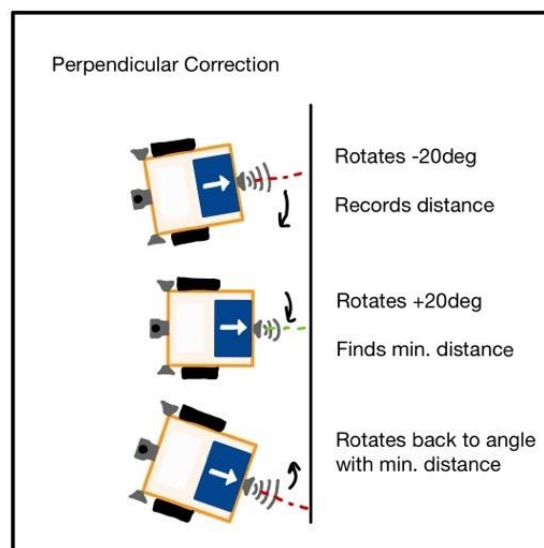 Perpendicular Correction
Rotates -20deg
Records distance
Rotates +20deg
Finds min. distance
Rotates back to angle
with min. distance